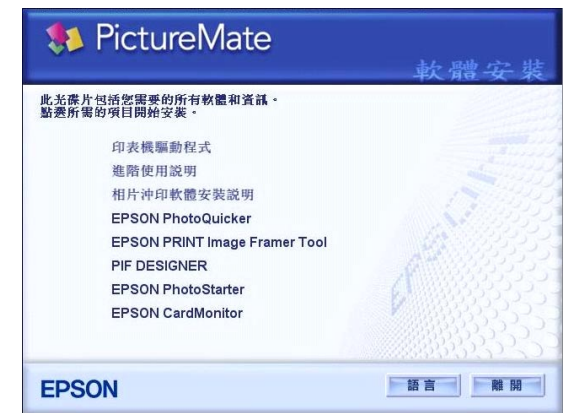 PictureMate
軟體安裝
此光碟片包括您需要的所有軟體和資訊。
點選所需的項目開始安裝。
印表機驅動程式
進階使用說明
相片沖印軟體安裝說明
EPSON PhotoQuicker
EPSON PRINT Image Framer Tool
PIF DESIGNER
EPSON PhotoStarter
EPSON CardMonitor
EPSON
EPSON
語言
離開